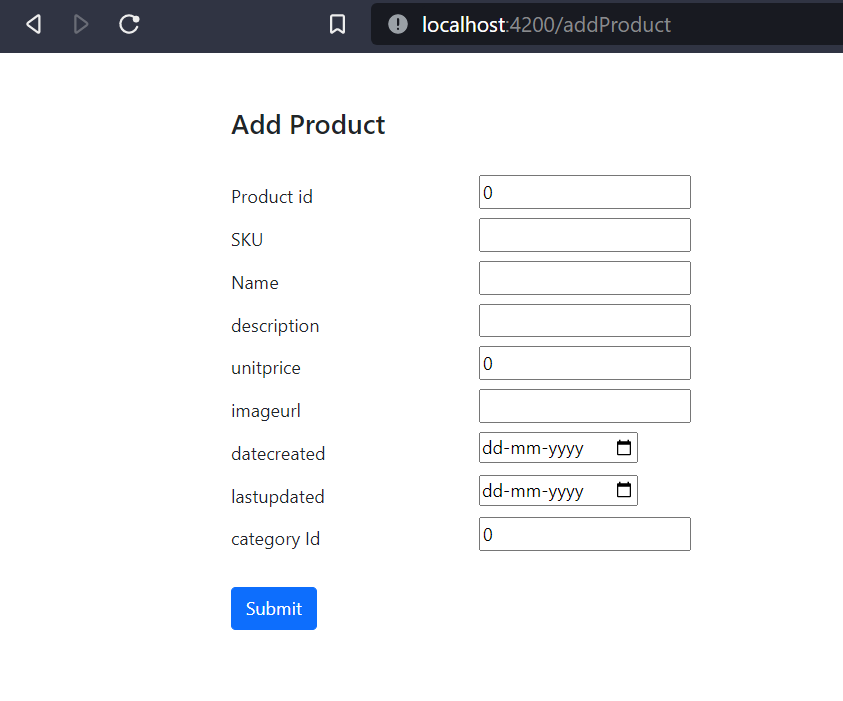 localhost:4200/addProduct
Add Product
Product id 0
SKU
Name
description
unitprice 0
imageurl
datecreated dd-mm-yyyy
lastupdated dd-mm-yyyy
category Id 0
Submit